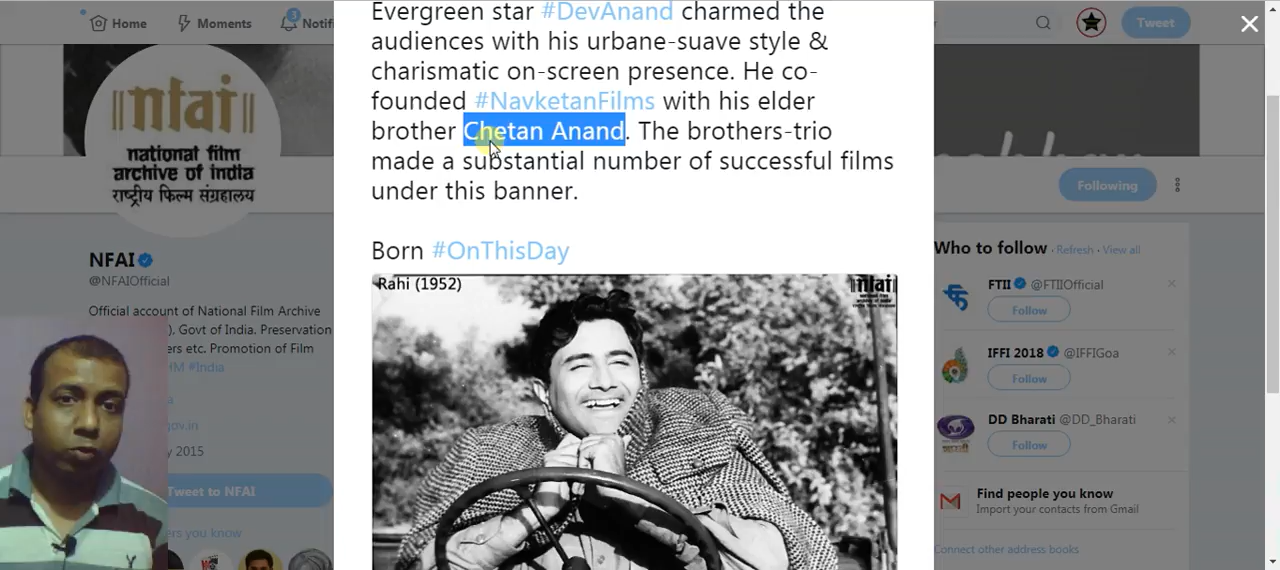 Home
Moments
3
Notifi
Tweet
Evergreen star #DevAnand charmed the
audiences with his urbane-suave style &
charismatic on-screen presence. He co-
founded #NavketanFilms with his elder
brother Chetan Anand. The brothers-trio
made a substantial number of successful films
under this banner.
Born #OnThisDay
Rahi (1952)
nfai
nfai
national film
archive of india
राष्ट्रीय फिल्म संग्रहालय
NFAI
@NFAIOfficial
Official account of National Film Archive
). Govt of India. Preservation
ers etc. Promotion of Film
HM #India
gov.in
y 2015
Tweet to NFAI
ers you know
Following
Who to follow · Refresh · View all
FTII @FTIIOfficial
Follow
IFFI 2018 @IFFIGoa
Follow
DD Bharati @DD_Bharati
Follow
Find people you know
Import your contacts from Gmail
Connect other address books